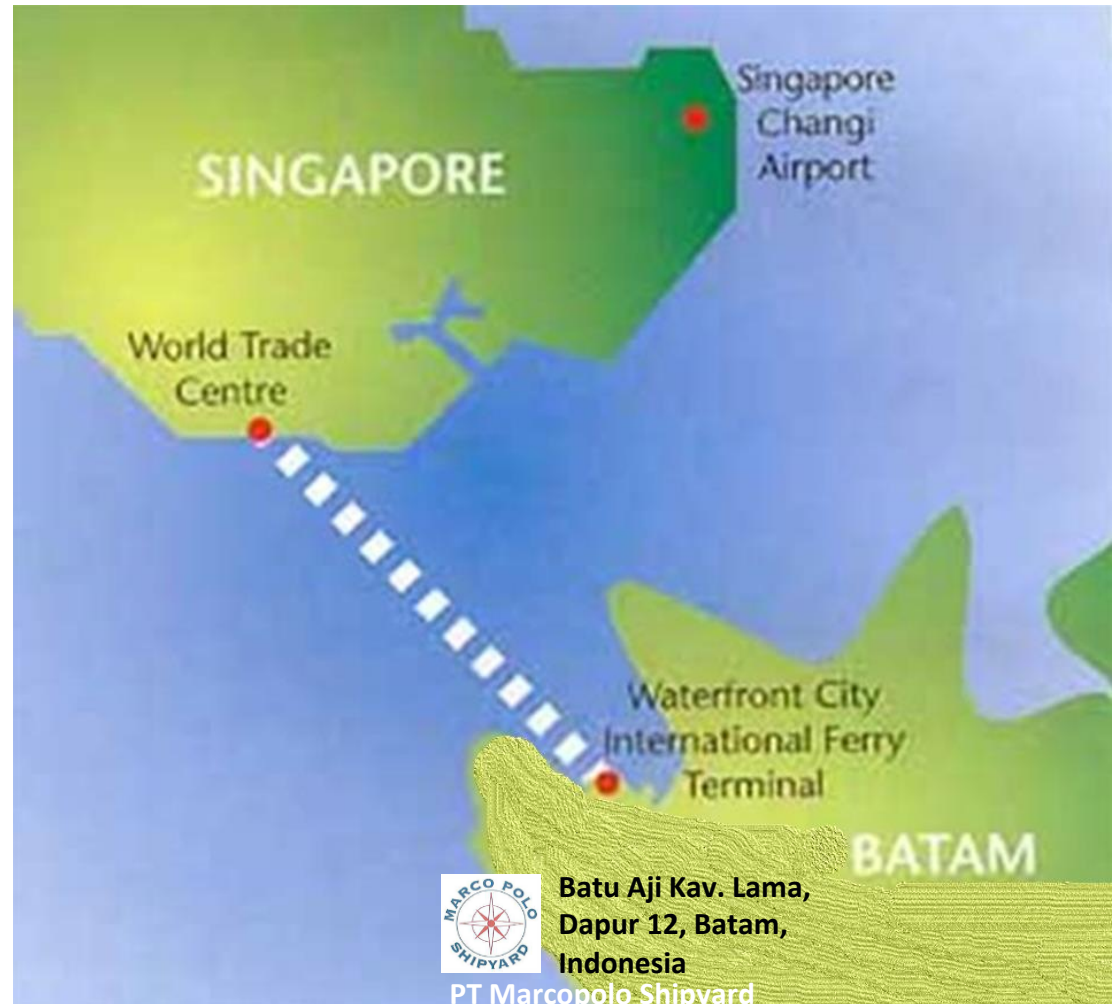 Singapore
Changi
Airport
SINGAPORE
World Trade
Centre
Waterfront City
International Ferry
Terminal
BATAM
MARCO POLO
SHIPYARD
Batu Aji Kav. Lama,
Dapur 12, Batam,
Indonesia
PT Marcopolo Shipyard